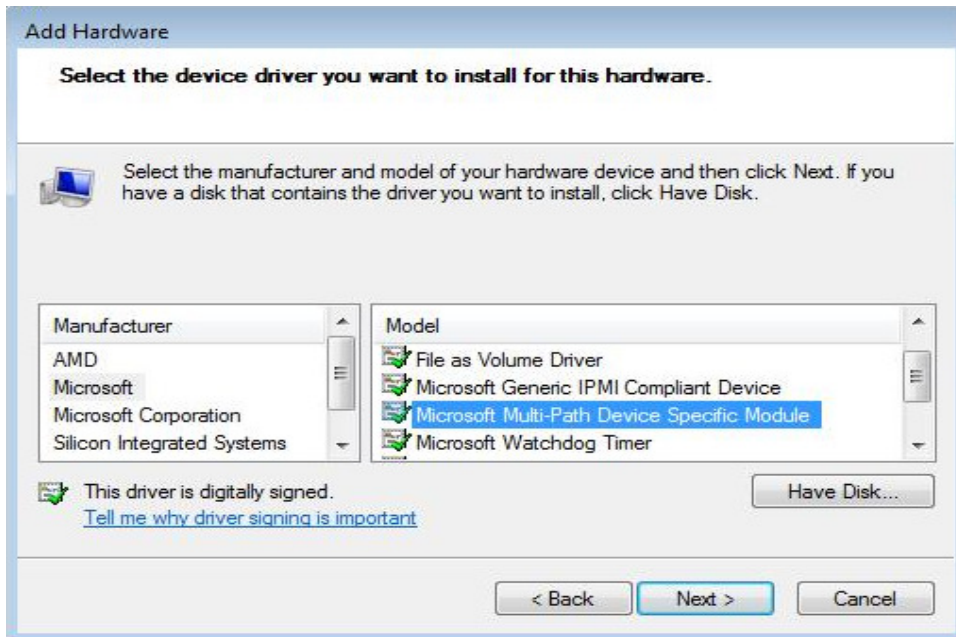 Add Hardware
Select the device driver you want to install for this hardware.
Select the manufacturer and model of your hardware device and then click Next. If you
have a disk that contains the driver you want to install, click Have Disk.
Manufacturer
AMD
Microsoft
Microsoft Corporation
Silicon Integrated Systems
Model
File as Volume Driver
Microsoft Generic IPMI Compliant Device
Microsoft Multi-Path Device Specific Module
Microsoft Watchdog Timer
This driver is digitally signed.
Tell me why driver signing is important
Have Disk...
< Back
Next >
Cancel